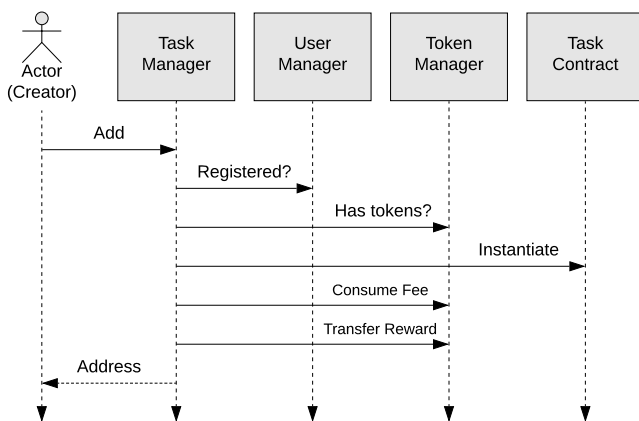 Actor
(Creator)
Task
Manager
User
Manager
Token
Manager
Task
Contract
Add
Registered?
Has tokens?
Instantiate
Consume Fee
Transfer Reward
Address